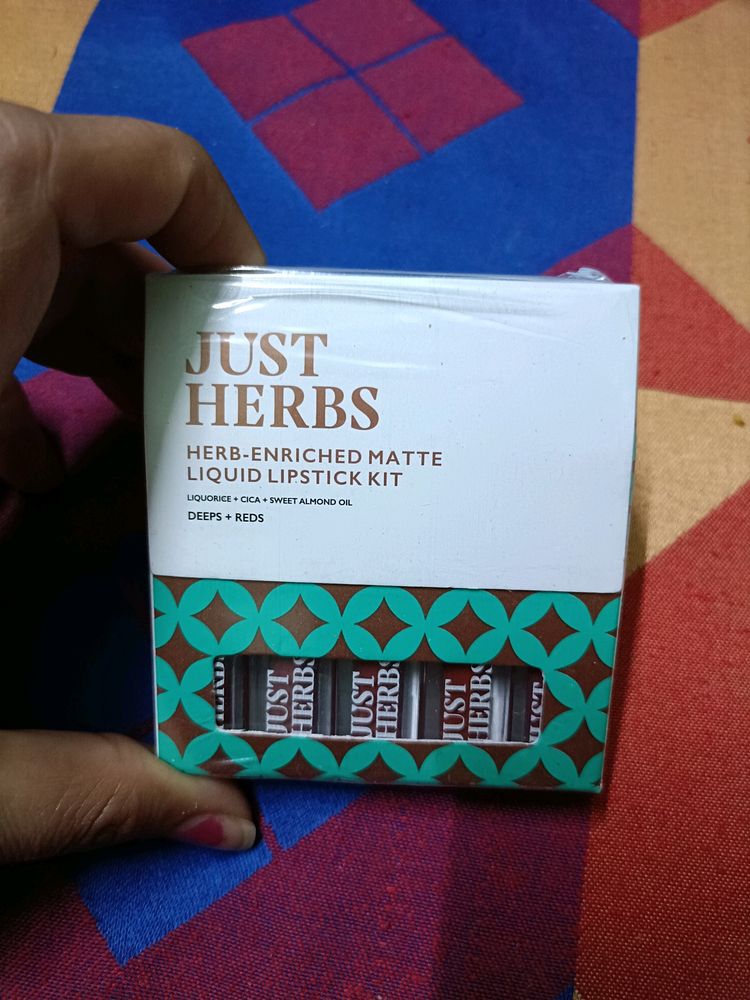 JUST
HERBS
HERB-ENRICHED MATTE
LIQUID LIPSTICK KIT
LIQUORICE + CICA + SWEET ALMOND OIL
DEEPS + REDS
JUST
HERBS
JUST
HERBS
JUST
HERBS